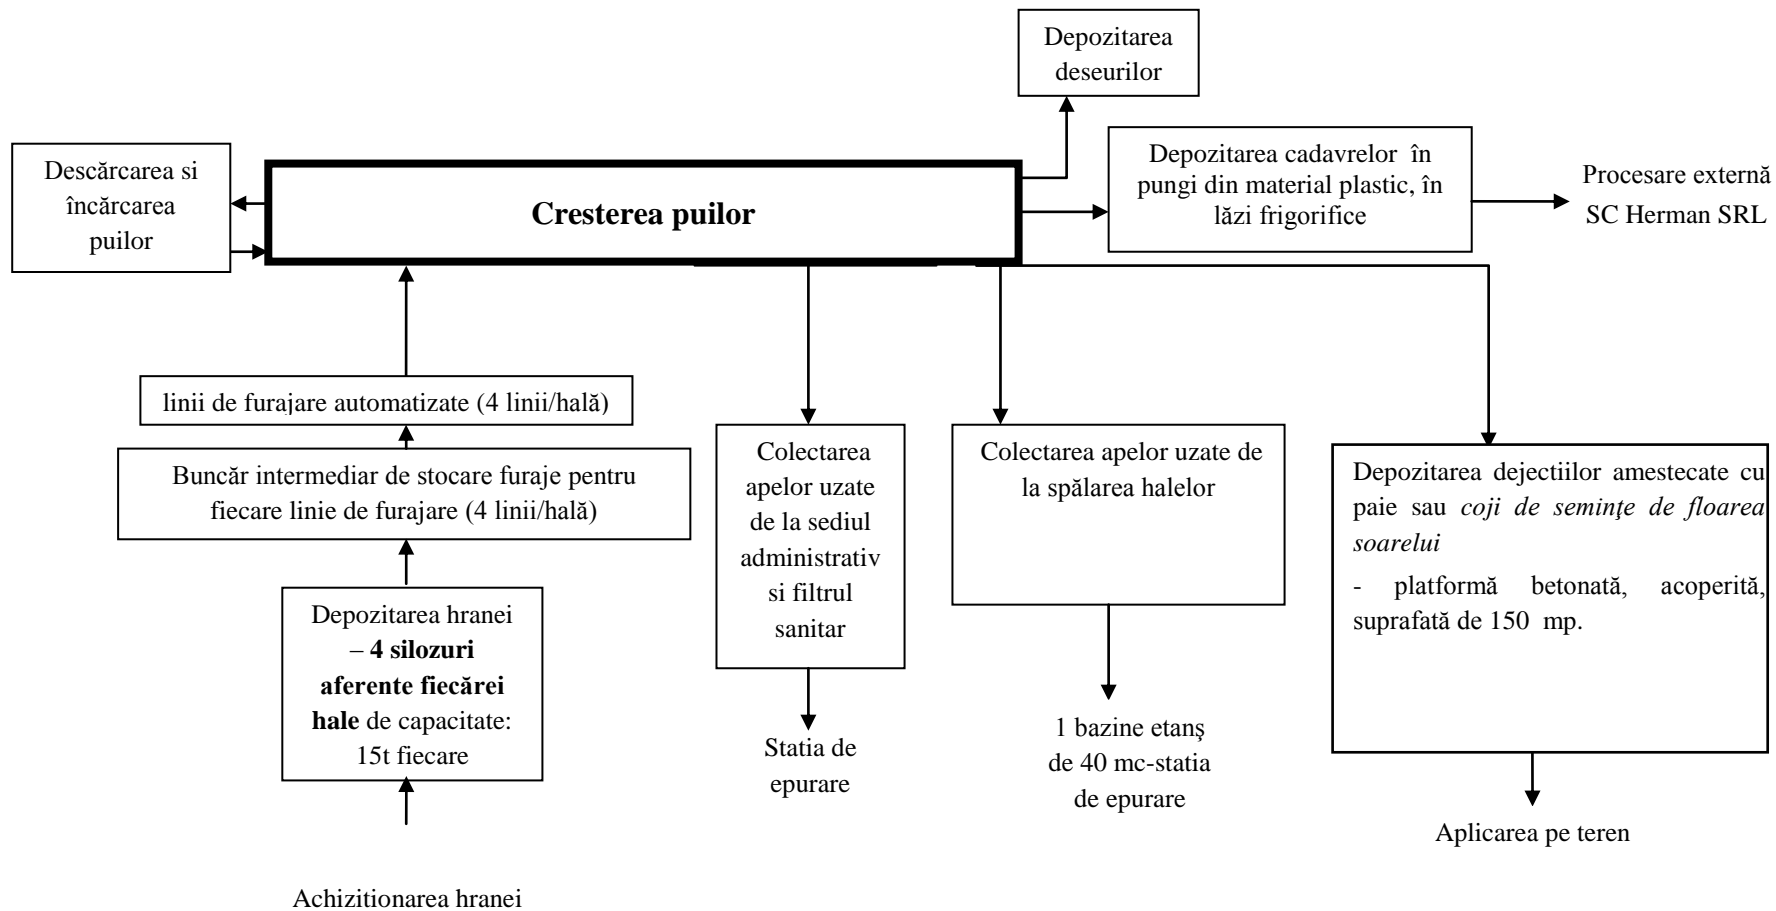 Depozitarea
deseurilor
Descărcarea si
încărcarea
puilor
Cresterea puilor
Depozitarea cadavrelor în
pungi din material plastic, în
lăzi frigorifice
Procesare externă
SC Herman SRL
linii de furajare automatizate (4 linii/hală)
Buncăr intermediar de stocare furaje pentru
fiecare linie de furajare (4 linii/hală)
Depozitarea hranei
– 4 silozuri
aferente fiecărei
hale de capacitate:
15t fiecare
Achizitionarea hranei
Colectarea
apelor uzate
de la sediul
administrativ
si filtrul
sanitar
Statia de
epurare
Colectarea apelor uzate de
la spălarea halelor
1 bazine etanş
de 40 mc-statia
de epurare
Depozitarea dejectiilor amestecate cu
paie sau coji de seminţe de floarea
soarelui
- platformă betonată, acoperită,
suprafată de 150 mp.
Aplicarea pe teren